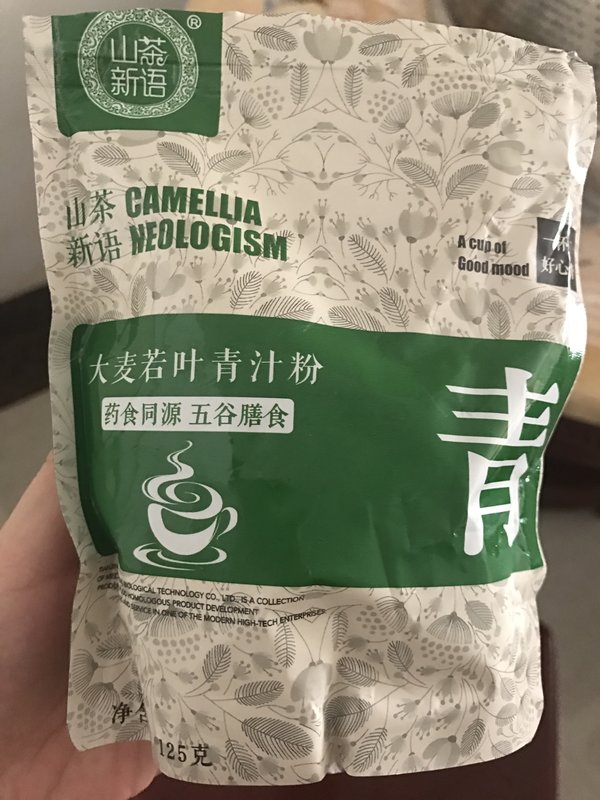 山茶
新语
®
山茶 CAMELLIA
新语 NEOLOGISM
A cup of
Good mood
一杯
好心
大麦若叶青汁粉
药食同源 五谷膳食
青
BIOLOGICAL TECHNOLOGY CO., LTD. IS A COLLECTION
OF HOMOLOGOUS PRODUCT DEVELOPMENT
AND SERVICE IN ONE OF THE MODERN HIGH-TECH ENTERPRISES
净含
125克